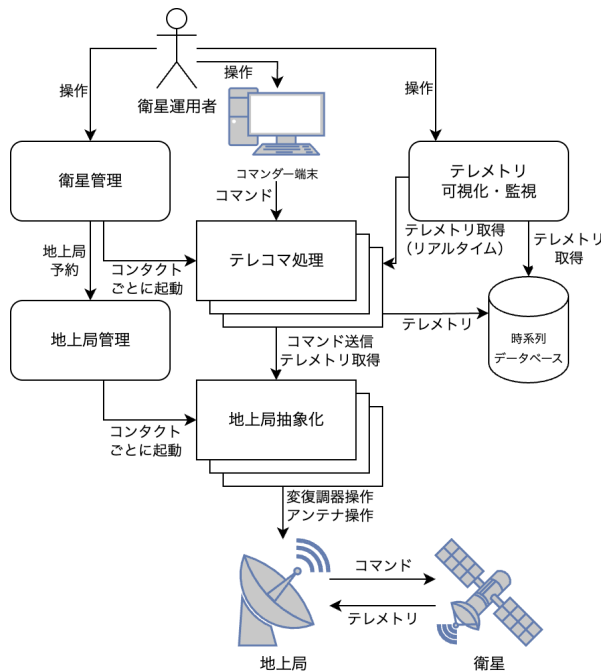 操作
衛星運用者
操作
操作
コマンダー端末
コマンド
衛星管理
テレメトリ
可視化・監視
地上局
予約
コンタクト
ごとに起動
テレコマ処理
テレメトリ取得
（リアルタイム）
テレメトリ
取得
地上局管理
コマンド送信
テレメトリ取得
テレメトリ
時系列
データベース
コンタクト
ごとに起動
地上局抽象化
変復調器操作
アンテナ操作
コマンド
テレメトリ
地上局
衛星